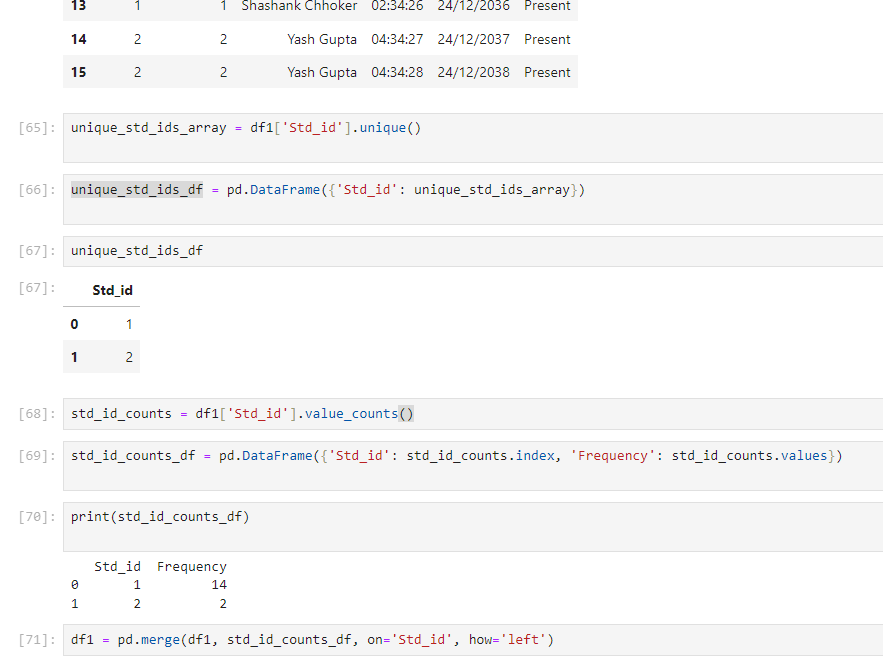 13 1 1 Shashank Chhoker 02:34:26 24/12/2036 Present
14 2 2 Yash Gupta 04:34:27 24/12/2037 Present
15 2 2 Yash Gupta 04:34:28 24/12/2038 Present
[65]: unique_std_ids_array = df1['Std_id'].unique()
[66]: unique_std_ids_df = pd.DataFrame({'Std_id': unique_std_ids_array})
[67]: unique_std_ids_df
[67]: Std_id
0 1
1 2
[68]: std_id_counts = df1['Std_id'].value_counts()
[69]: std_id_counts_df = pd.DataFrame({'Std_id': std_id_counts.index, 'Frequency': std_id_counts.values})
[70]: print(std_id_counts_df)
Std_id Frequency
0 1 14
1 2 2
[71]: df1 = pd.merge(df1, std_id_counts_df, on='Std_id', how='left')